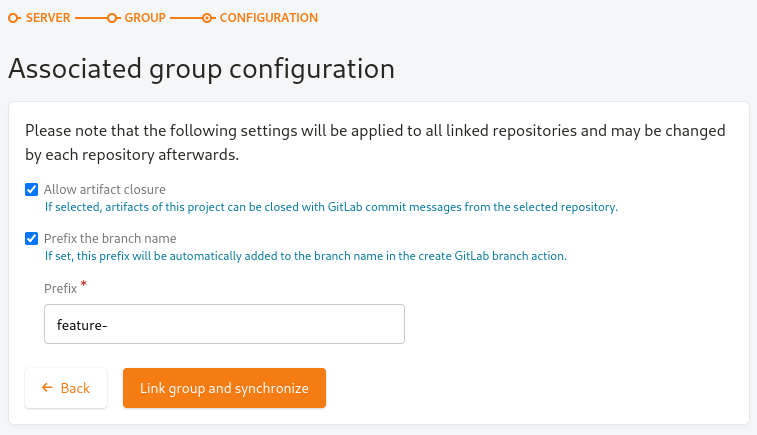 SERVER GROUP CONFIGURATION
Associated group configuration
Please note that the following settings will be applied to all linked repositories and may be changed
by each repository afterwards.
Allow artifact closure
If selected, artifacts of this project can be closed with GitLab commit messages from the selected repository.
Prefix the branch name
If set, this prefix will be automatically added to the branch name in the create GitLab branch action.
Prefix *
feature-
← Back Link group and synchronize